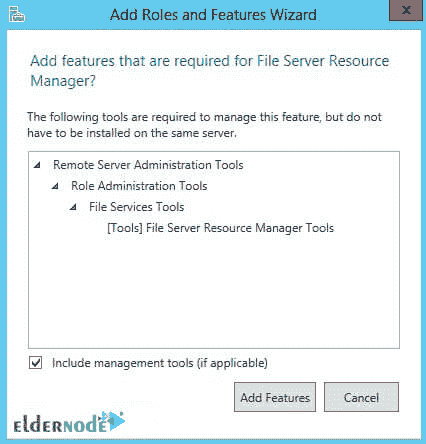 Add Roles and Features Wizard
x
Add features that are required for File Server Resource
Manager?
The following tools are required to manage this feature, but do not
have to be installed on the same server.
Remote Server Administration Tools
Role Administration Tools
File Services Tools
[Tools] File Server Resource Manager Tools
Include management tools (if applicable)
Add Features
Cancel
eLDERNODE